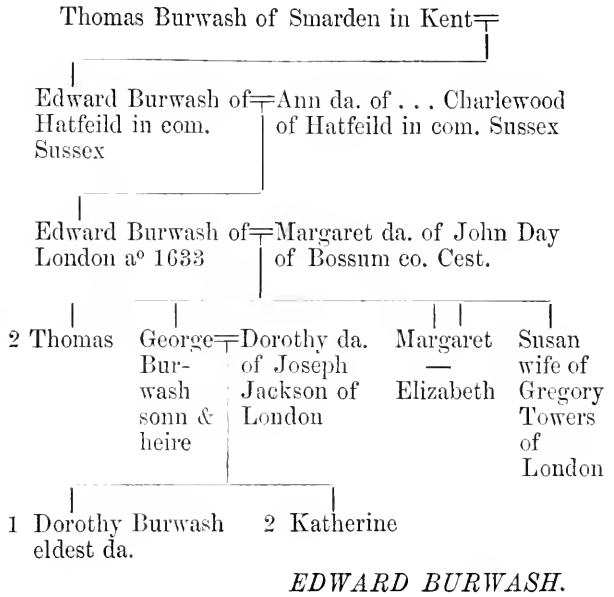 Thomas Burwash of Smarden in Kent
Edward Burwash of
Hatfeild in com.
Sussex
Ann da. of . . . Charlewood
of Hatfeild in com. Sussex
Edward Burwash of
London aº 1633
Margaret da. of John Day
of Bossum co. Cest.
2 Thomas
George
Bur-
wash
sonn &
heire
Dorothy da.
of Joseph
Jackson of
London
Margaret
—
Elizabeth
Susan
wife of
Gregory
Towers
of
London
1 Dorothy Burwash
eldest da.
2 Katherine
EDWARD BURWASH.